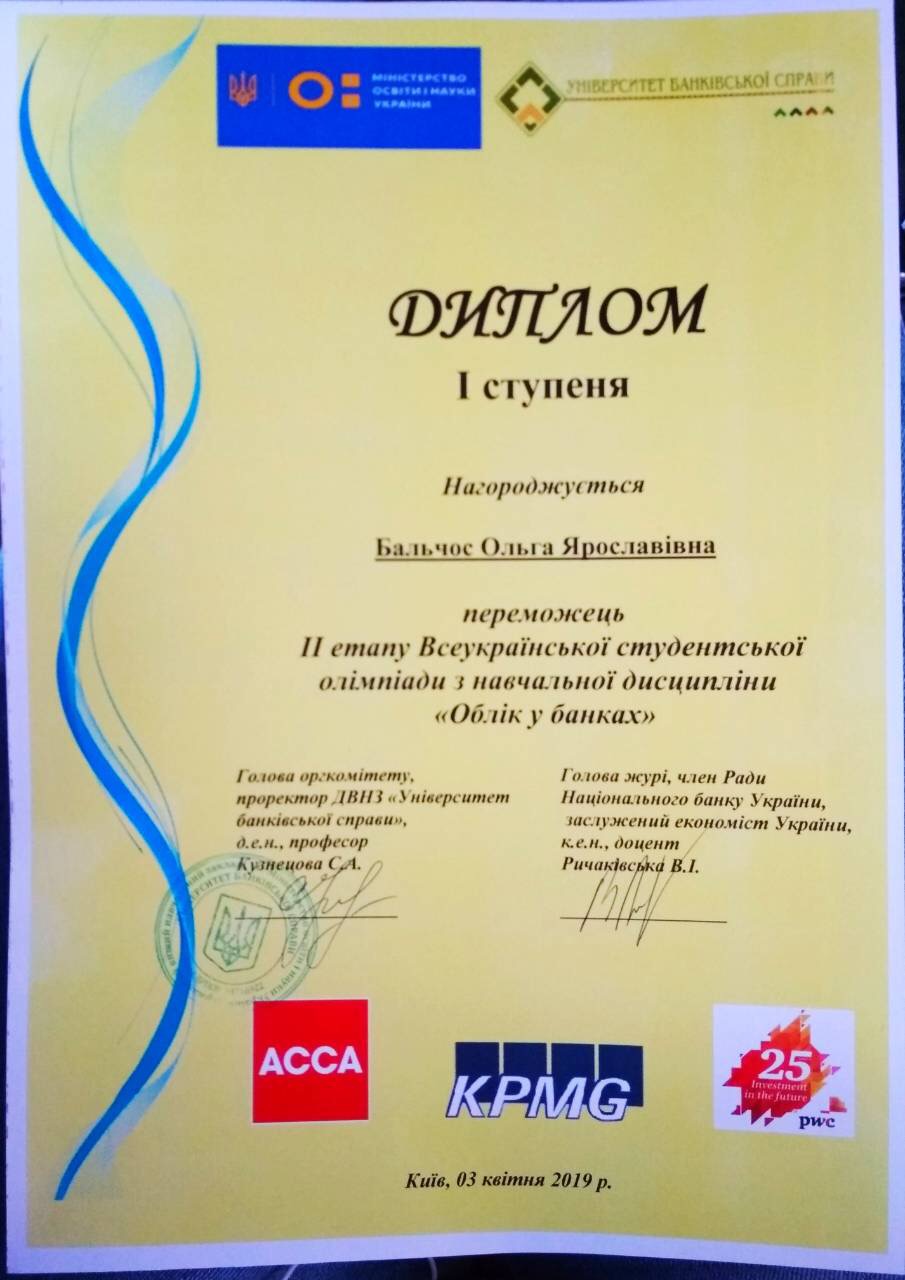 МІНІСТЕРСТВО
ОСВІТИ І НАУКИ
УКРАЇНИ
УНІВЕРСИТЕТ БАНКІВСЬКОЇ СПРАВИ
ДИПЛОМ
І ступеня
Нагороджується
Бальчос Ольга Ярославівна
переможець
ІІ етапу Всеукраїнської студентської
олімпіади з навчальної дисципліни
«Облік у банках»
Голова оргкомітету,
проректор ДВНЗ «Університет
банківської справи»,
д.е.н., професор
Кузнецова С.А.
Голова журі, член Ради
Національного банку України,
заслужений економіст України,
к.е.н., доцент
Ричаківська В.І.
ACCA
KPMG
25
Investment
in the future
pwc
Київ, 03 квітня 2019 р.